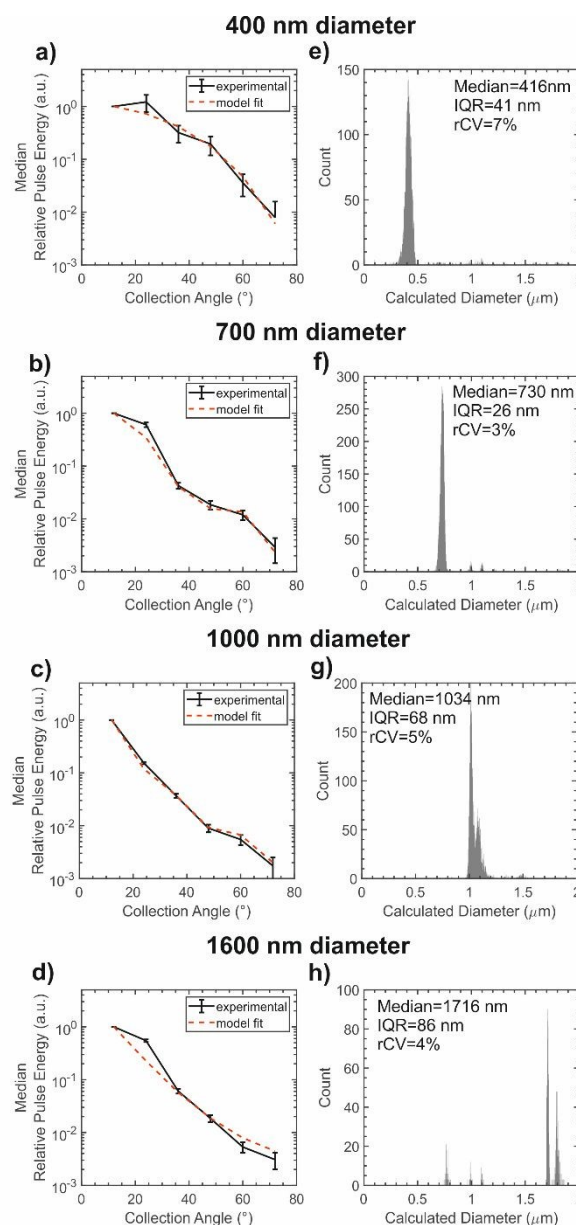 400 nm diameter
a)
experimental
model fit
10^0
10^-1
10^-2
10^-3
Median
Relative Pulse Energy (a.u.)
0 20 40 60 80
Collection Angle (°)
e)
Median=416nm
IQR=41 nm
rCV=7%
150
100
50
0
Count
0 0.5 1 1.5 2
Calculated Diameter (μm)
700 nm diameter
b)
experimental
model fit
10^0
10^-1
10^-2
10^-3
Median
Relative Pulse Energy (a.u.)
0 20 40 60 80
Collection Angle (°)
f)
Median=730 nm
IQR=26 nm
rCV=3%
300
250
200
150
100
50
0
Count
0 0.5 1 1.5 2
Calculated Diameter (μm)
1000 nm diameter
c)
experimental
model fit
10^0
10^-1
10^-2
10^-3
Median
Relative Pulse Energy (a.u.)
0 20 40 60 80
Collection Angle (°)
g)
Median=1034 nm
IQR=68 nm
rCV=5%
200
150
100
50
0
Count
0 0.5 1 1.5 2
Calculated Diameter (μm)
1600 nm diameter
d)
experimental
model fit
10^0
10^-1
10^-2
10^-3
Median
Relative Pulse Energy (a.u.)
0 20 40 60 80
Collection Angle (°)
h)
Median=1716 nm
IQR=86 nm
rCV=4%
100
80
60
40
20
0
Count
0 0.5 1 1.5 2
Calculated Diameter (μm)